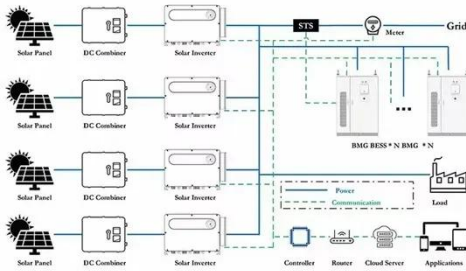 STS
Meter
Grid
Solar Panel DC Combiner Solar Inverter
Solar Panel DC Combiner Solar Inverter
BMG BESS * N BMG * N
Solar Panel DC Combiner Solar Inverter
Power
Communication
Load
Solar Panel DC Combiner Solar Inverter
Controller Router Cloud Server Applications